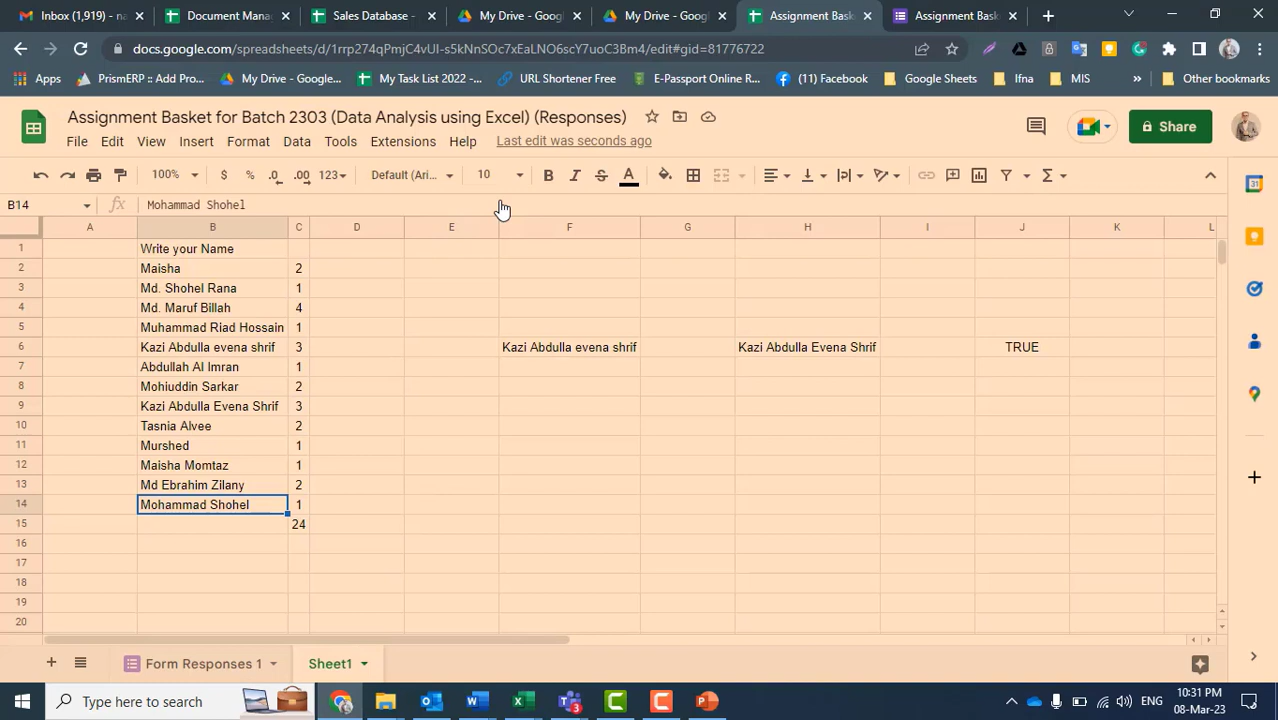 Inbox (1,919) - na
Document Mana
Sales Database -
My Drive - Googl
My Drive - Googl
Assignment Bask
Assignment Bask
docs.google.com/spreadsheets/d/1rrp274qPmjC4vUI-s5kNnSOc7xEaLNO6scY7uoC3Bm4/edit#gid=81776722
Apps
PrismERP :: Add Pro...
My Drive - Google...
My Task List 2022 -...
URL Shortener Free
E-Passport Online R...
(11) Facebook
Google Sheets
Ifna
MIS
»
Other bookmarks
Assignment Basket for Batch 2303 (Data Analysis using Excel) (Responses)
File Edit View Insert Format Data Tools Extensions Help Last edit was seconds ago
Share
100% $ % .0 .00 123 Default (Ari... 10 B I S A
B14 fx Mohammad Shohel
A B C D E F G H I J K L
1 Write your Name
2 Maisha 2
3 Md. Shohel Rana 1
4 Md. Maruf Billah 4
5 Muhammad Riad Hossain 1
6 Kazi Abdulla evena shrif 3 Kazi Abdulla evena shrif Kazi Abdulla Evena Shrif TRUE
7 Abdullah Al Imran 1
8 Mohiuddin Sarkar 2
9 Kazi Abdulla Evena Shrif 3
10 Tasnia Alvee 2
11 Murshed 1
12 Maisha Momtaz 1
13 Md Ebrahim Zilany 2
14 Mohammad Shohel 1
15 24
16
17
18
19
20
Form Responses 1
Sheet1
Type here to search
ENG
10:31 PM
08-Mar-23